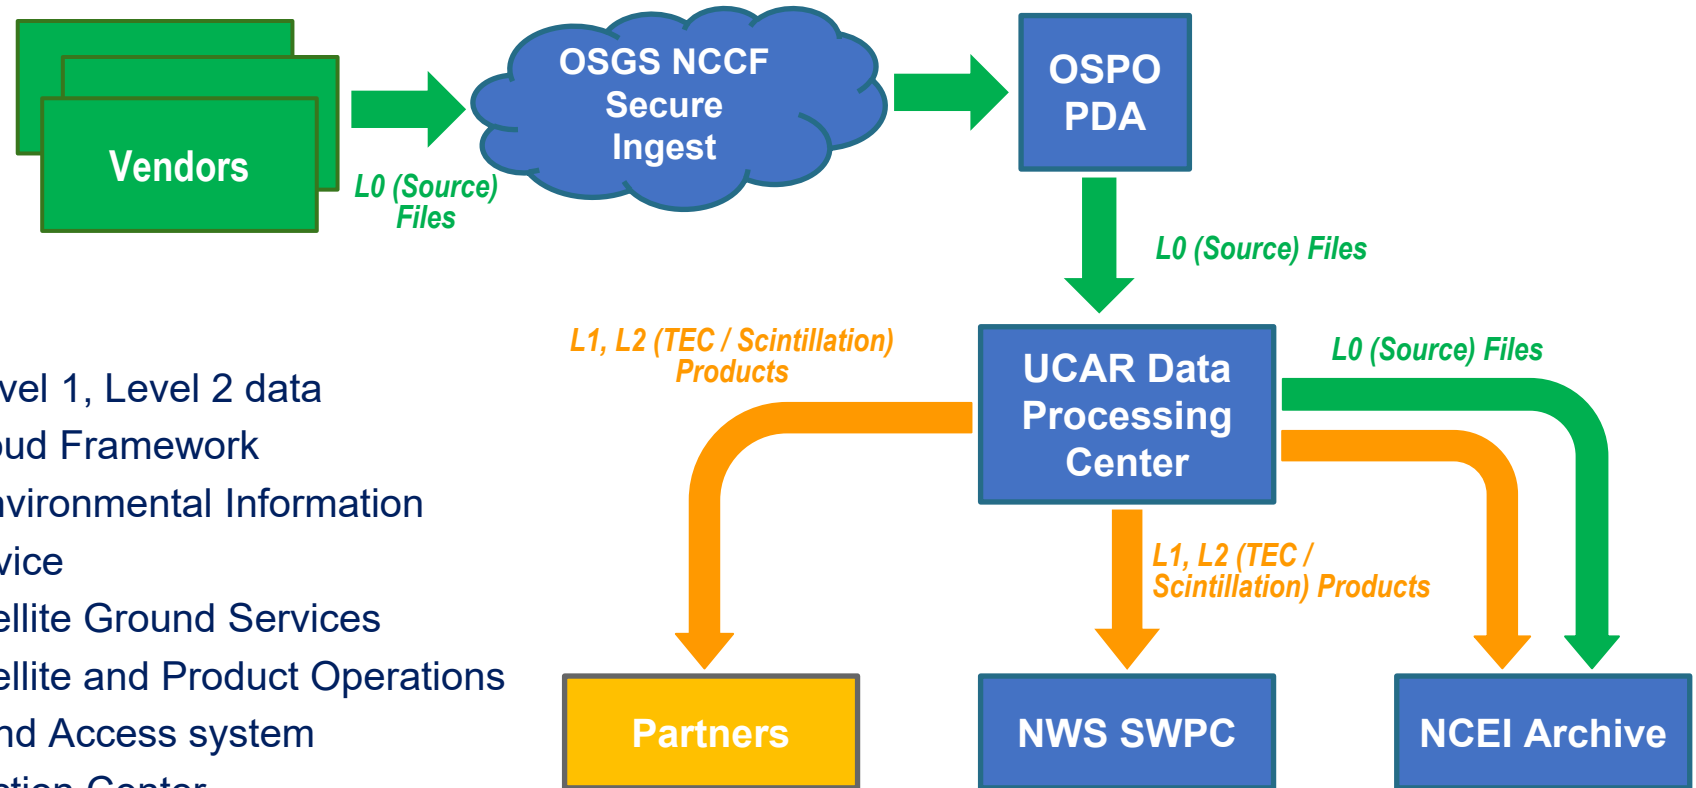 OSGS NCCF
Secure
Ingest
OSPO
PDA
Vendors
L0 (Source)
Files
L0 (Source) Files
L1, L2 (TEC / Scintillation)
Products
UCAR Data
Processing
Center
L0 (Source) Files
vel 1, Level 2 data
oud Framework
nvironmental Information
vice
ellite Ground Services
ellite and Product Operations
nd Access system
ction Center
L1, L2 (TEC /
Scintillation) Products
Partners
NWS SWPC
NCEI Archive